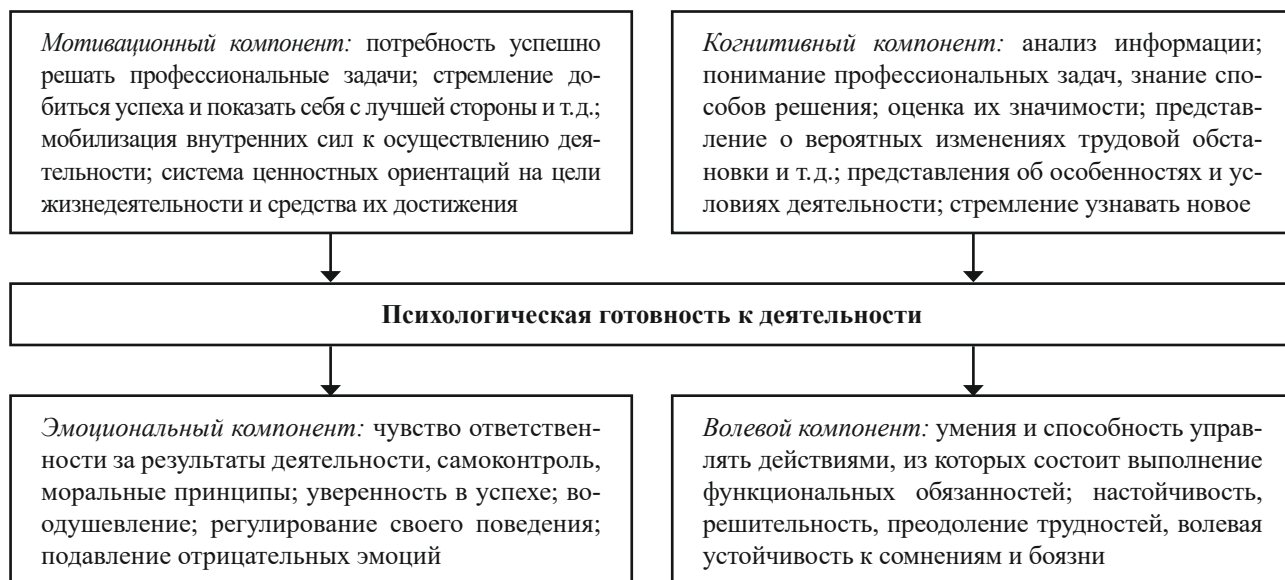 Мотивационный компонент: потребность успешно
решать профессиональные задачи; стремление до-
биться успеха и показать себя с лучшей стороны и т.д.;
мобилизация внутренних сил к осуществлению дея-
тельности; система ценностных ориентаций на цели
жизнедеятельности и средства их достижения
Когнитивный компонент: анализ информации;
понимание профессиональных задач, знание спо-
собов решения; оценка их значимости; представ-
ление о вероятных изменениях трудовой обста-
новки и т.д.; представления об особенностях и ус-
ловиях деятельности; стремление узнавать новое
Психологическая готовность к деятельности
Эмоциональный компонент: чувство ответствен-
ности за результаты деятельности, самоконтроль,
моральные принципы; уверенность в успехе; во-
одушевление; регулирование своего поведения;
подавление отрицательных эмоций
Волевой компонент: умения и способность управ-
лять действиями, из которых состоит выполнение
функциональных обязанностей; настойчивость,
решительность, преодоление трудностей, волевая
устойчивость к сомнениям и боязни